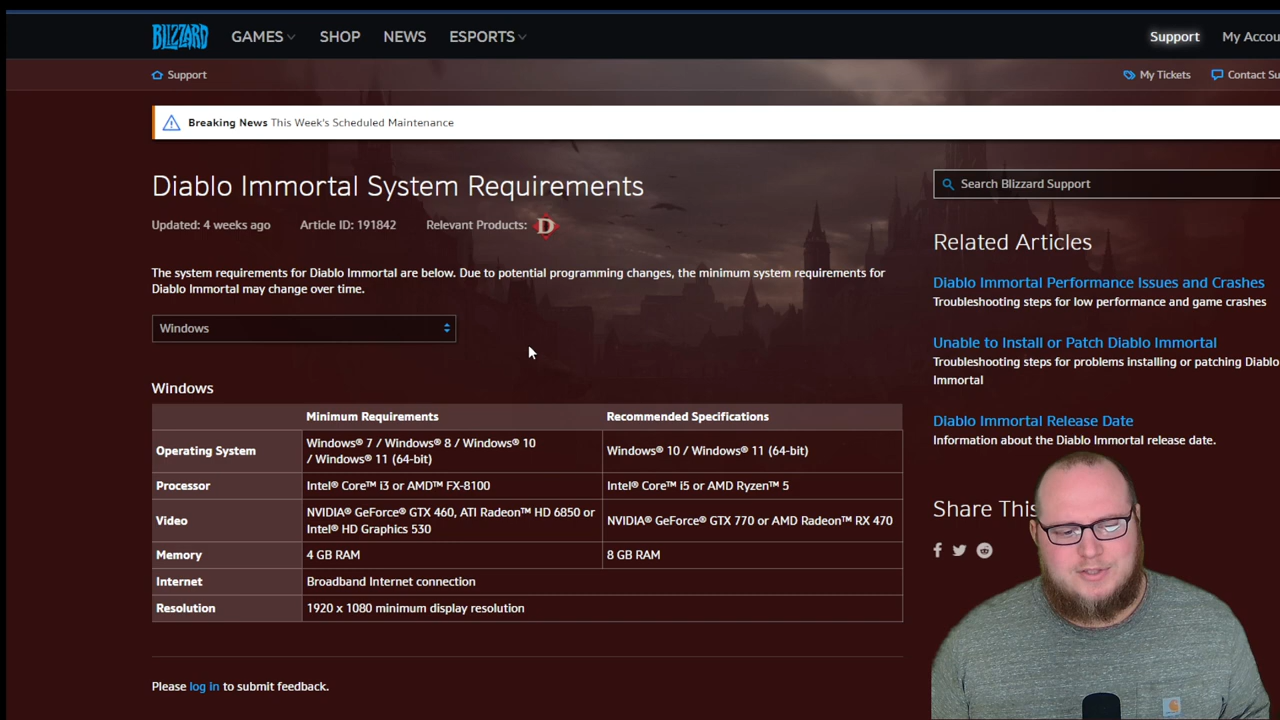 BLIZZARD GAMES SHOP NEWS ESPORTS Support My Accou
Support My Tickets Contact Su
Breaking News This Week's Scheduled Maintenance
Diablo Immortal System Requirements
Updated: 4 weeks ago Article ID: 191842 Relevant Products: D
The system requirements for Diablo Immortal are below. Due to potential programming changes, the minimum system requirements for
Diablo Immortal may change over time.
Windows
Windows
Minimum Requirements Recommended Specifications
Operating System Windows® 7 / Windows® 8 / Windows® 10
/ Windows® 11 (64-bit) Windows® 10 / Windows® 11 (64-bit)
Processor Intel® Core™ i3 or AMD™ FX-8100 Intel® Core™ i5 or AMD Ryzen™ 5
Video NVIDIA® GeForce® GTX 460, ATI Radeon™ HD 6850 or
Intel® HD Graphics 530 NVIDIA® GeForce® GTX 770 or AMD Radeon™ RX 470
Memory 4 GB RAM 8 GB RAM
Internet Broadband Internet connection
Resolution 1920 x 1080 minimum display resolution
Please log in to submit feedback.
Search Blizzard Support
Related Articles
Diablo Immortal Performance Issues and Crashes
Troubleshooting steps for low performance and game crashes
Unable to Install or Patch Diablo Immortal
Troubleshooting steps for problems installing or patching Diablo
Immortal
Diablo Immortal Release Date
Information about the Diablo Immortal release date.
Share This